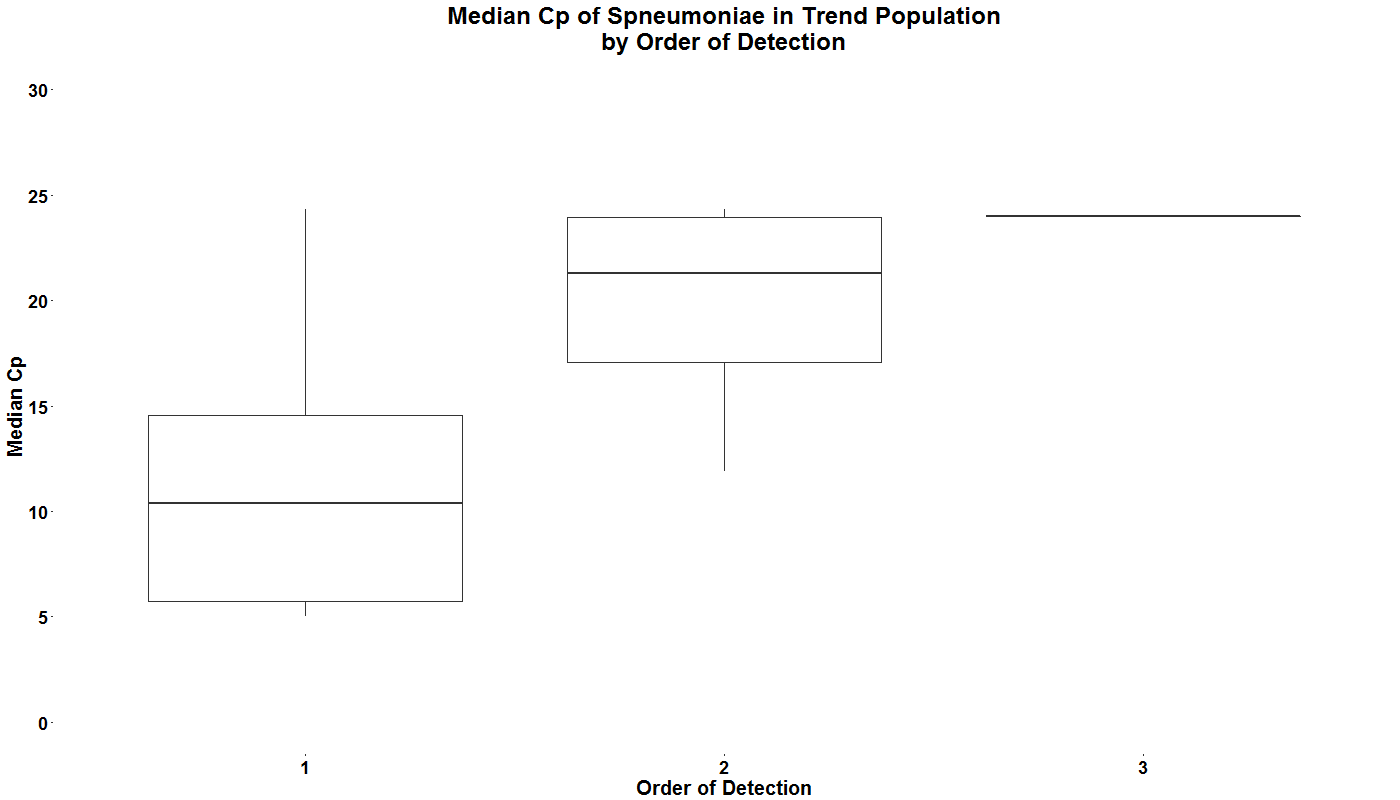 Median Cp of Spneumoniae in Trend Population
by Order of Detection
30
25
20
15
10
5
0
Median Cp
1 2 3
Order of Detection